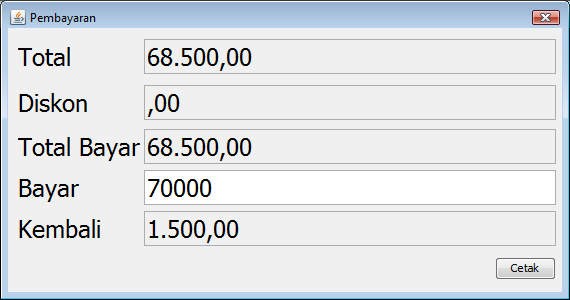 Pembayaran
Total 68.500,00
Diskon ,00
Total Bayar 68.500,00
Bayar 70000
Kembali 1.500,00
Cetak